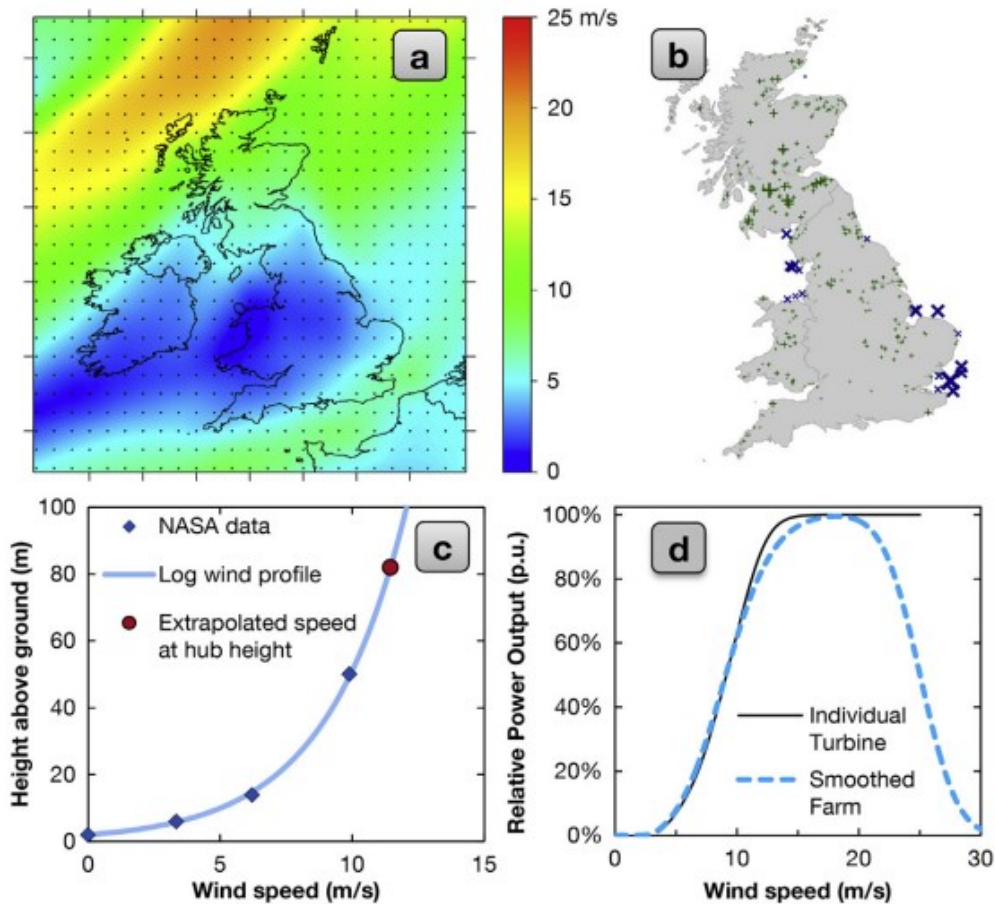 a
25 m/s
20
15
10
5
0
b
c
100
80
60
40
20
0
Height above ground (m)
NASA data
Log wind profile
Extrapolated speed
at hub height
0
5
10
15
Wind speed (m/s)
d
100%
80%
60%
40%
20%
0%
Relative Power Output (p.u.)
Individual
Turbine
Smoothed
Farm
0
10
20
30
Wind speed (m/s)